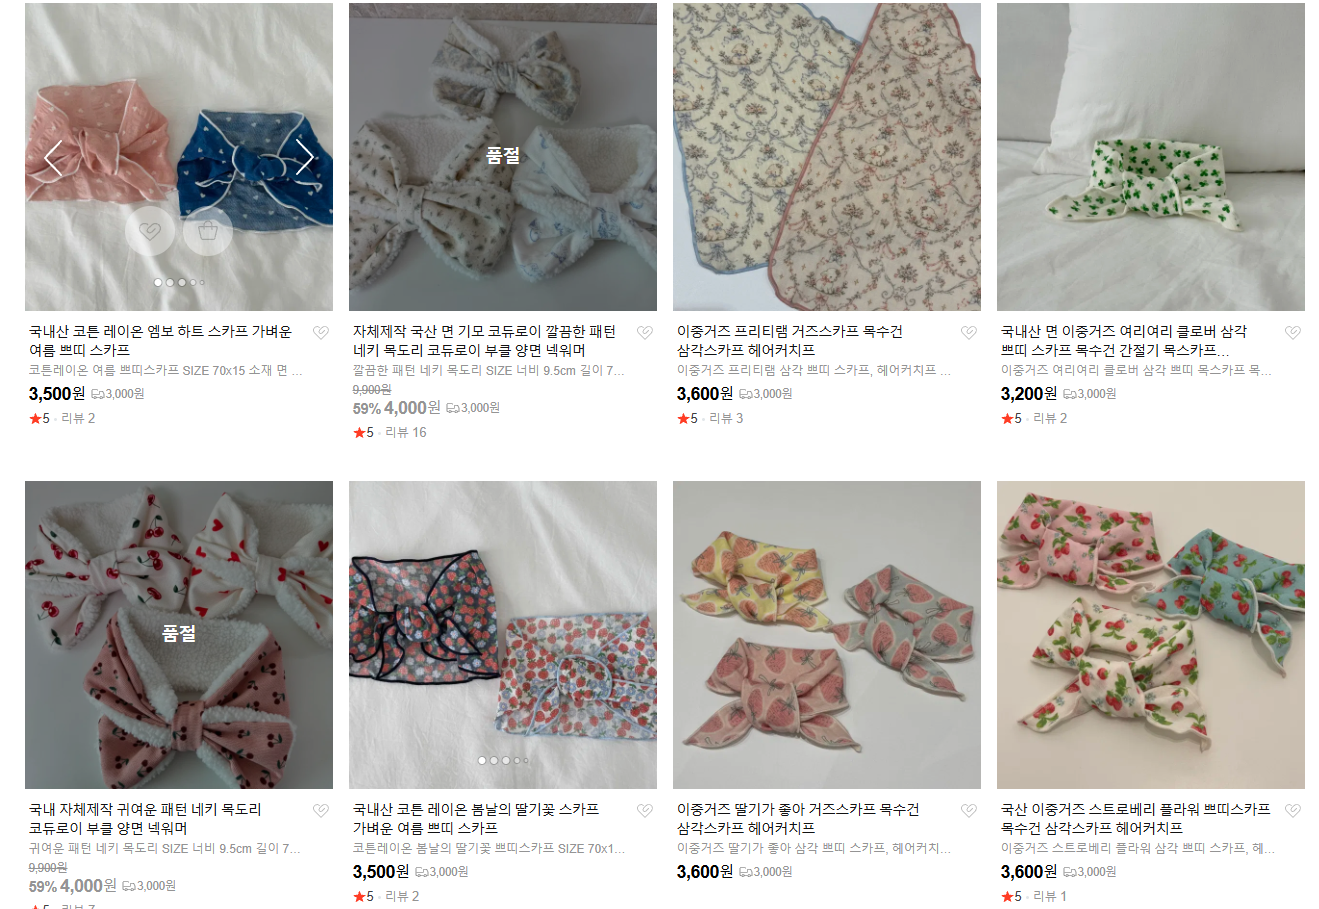 품절
국내산 코튼 레이온 엠보 하트 스카프 가벼운
여름 쁘띠 스카프
코튼레이온 여름 쁘띠스카프 SIZE 70x15 소재 면 ...
3,500원 3,000원
5 · 리뷰 2
자체제작 국산 면 기모 코듀로이 깔끔한 패턴
네키 목도리 코듀로이 부클 양면 넥워머
깔끔한 패턴 네키 목도리 SIZE 너비 9.5cm 길이 7...
9,900원
59% 4,000원 3,000원
5 · 리뷰 16
이중거즈 프리티램 거즈스카프 목수건
삼각스카프 헤어커치프
이중거즈 프리티램 삼각 쁘띠 스카프, 헤어커치프 ...
3,600원 3,000원
5 · 리뷰 3
국내산 면 이중거즈 여리여리 클로버 삼각
쁘띠 스카프 목수건 간절기 목스카프...
이중거즈 여리여리 클로버 삼각 쁘띠 목스카프 목...
3,200원 3,000원
5 · 리뷰 2
품절
국내 자체제작 귀여운 패턴 네키 목도리
코듀로이 부클 양면 넥워머
귀여운 패턴 네키 목도리 SIZE 너비 9.5cm 길이 7...
9,900원
59% 4,000원 3,000원
5 · 리뷰 7
국내산 코튼 레이온 봄날의 딸기꽃 스카프
가벼운 여름 쁘띠 스카프
코튼레이온 봄날의 딸기꽃 쁘띠스카프 SIZE 70x1...
3,500원 3,000원
5 · 리뷰 2
이중거즈 딸기가 좋아 거즈스카프 목수건
삼각스카프 헤어커치프
이중거즈 딸기가 좋아 삼각 쁘띠 스카프, 헤어커치...
3,600원 3,000원
국산 이중거즈 스트로베리 플라워 쁘띠스카프
목수건 삼각스카프 헤어커치프
이중거즈 스트로베리 플라워 삼각 쁘띠 스카프, 헤...
3,600원 3,000원
5 · 리뷰 1